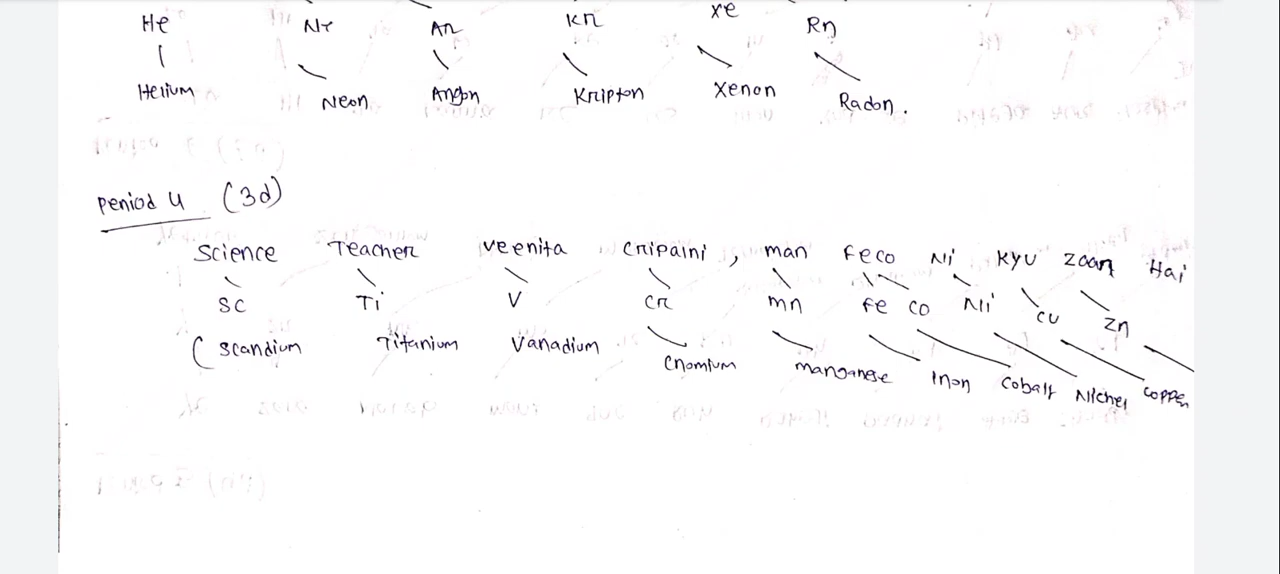 He Ne Ar Kr Xe Rn
Helium Neon Argon Kripton Xenon Radon.
Period 4 (3d)
Science Teacher Veenita Cripaini, man Feco Ni Kyu Zaan Hai
Sc Ti V Cr Mn Fe Co Ni Cu Zn
( Scandium Titanium Vanadium Cromium Manganese Iron Cobalt Nickel Copper